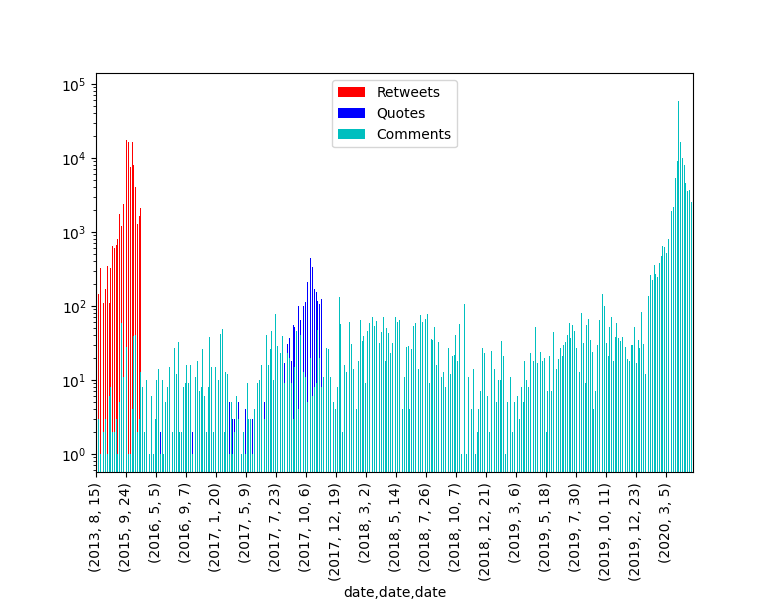 10^5
10^4
10^3
10^2
10^1
10^0
Retweets
Quotes
Comments
(2013, 8, 15)
(2015, 9, 24)
(2016, 5, 5)
(2016, 9, 7)
(2017, 1, 20)
(2017, 5, 9)
(2017, 7, 23)
(2017, 10, 6)
(2017, 12, 19)
(2018, 3, 2)
(2018, 5, 14)
(2018, 7, 26)
(2018, 10, 7)
(2018, 12, 21)
(2019, 3, 6)
(2019, 5, 18)
(2019, 7, 30)
(2019, 10, 11)
(2019, 12, 23)
(2020, 3, 5)
date,date,date